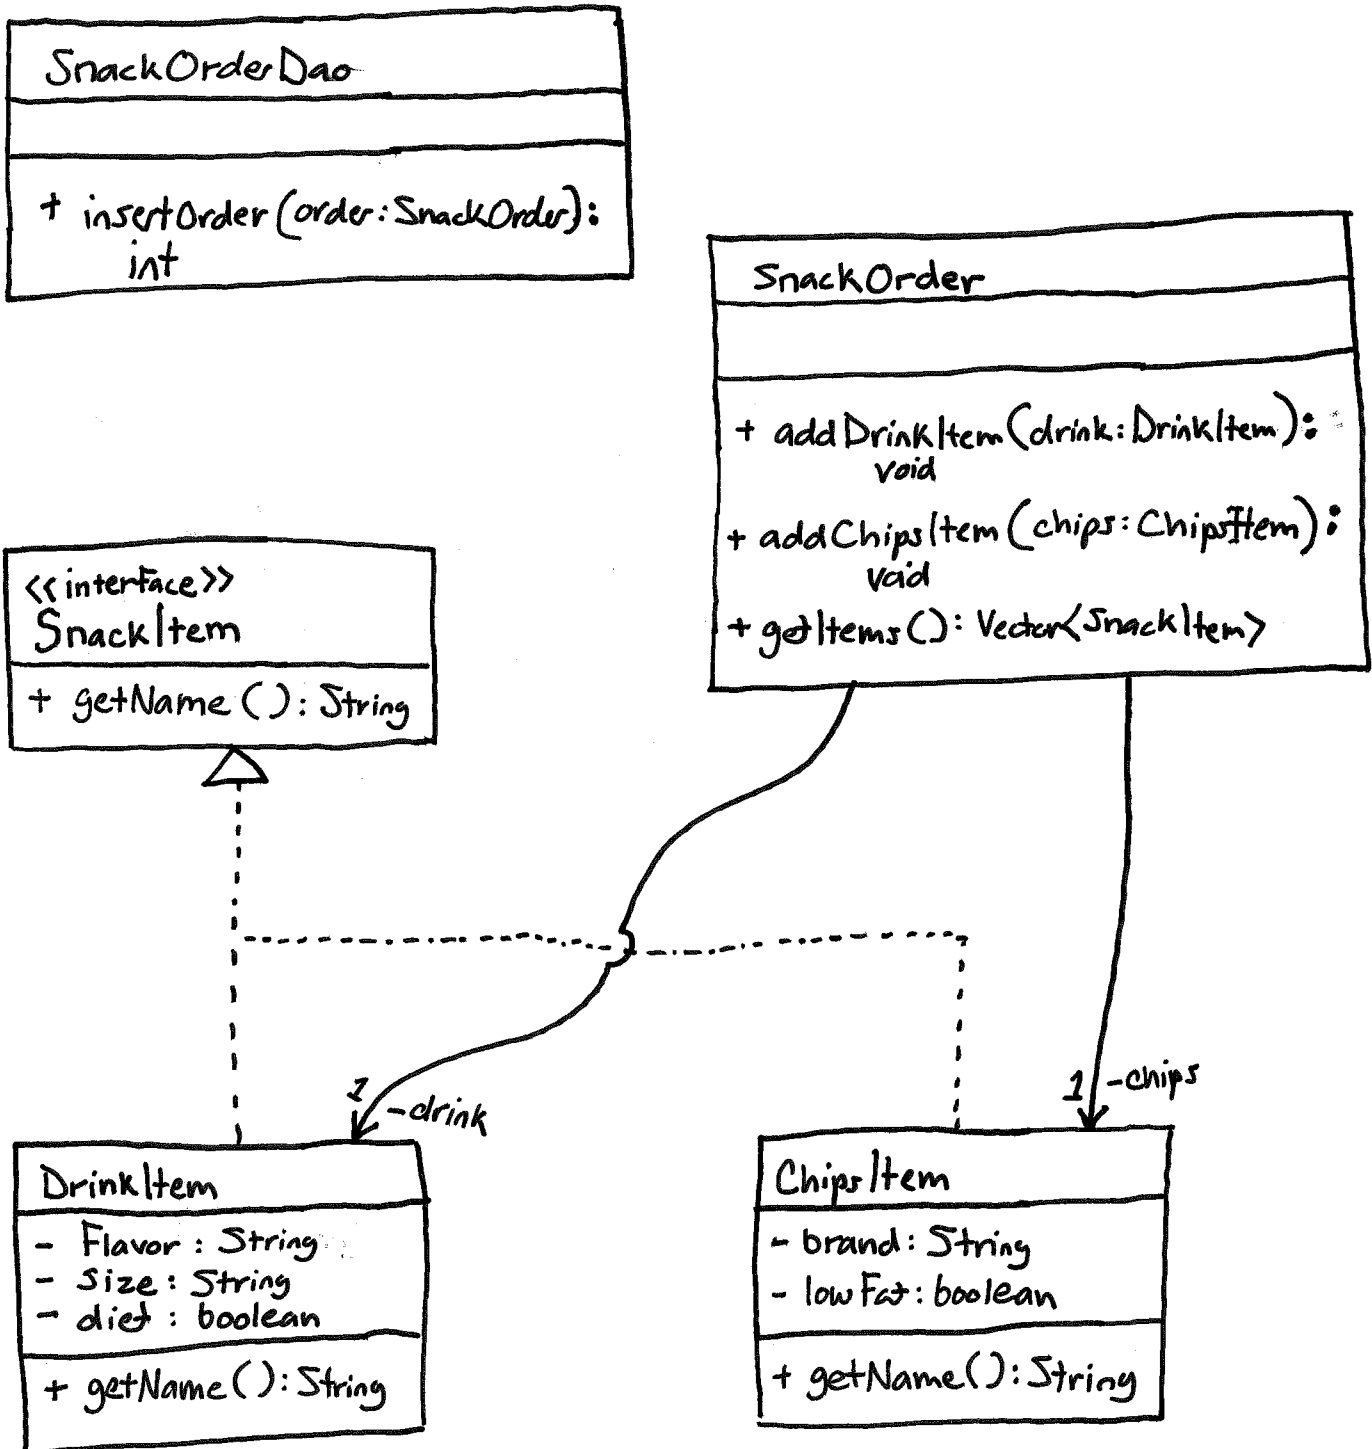 SnackOrderDao
+ insertOrder(order:SnackOrder):
int
SnackOrder
+ addDrinkItem(drink:DrinkItem):
void
+ addChipsItem(chips:ChipsItem):
void
+ getItems(): Vector<SnackItem>
<<interface>>
SnackItem
+ getName(): String
1
-drink
1
-chips
DrinkItem
- Flavor: String
- size: String
- diet: boolean
+ getName(): String
ChipsItem
- brand: String
- lowFat: boolean
+ getName(): String